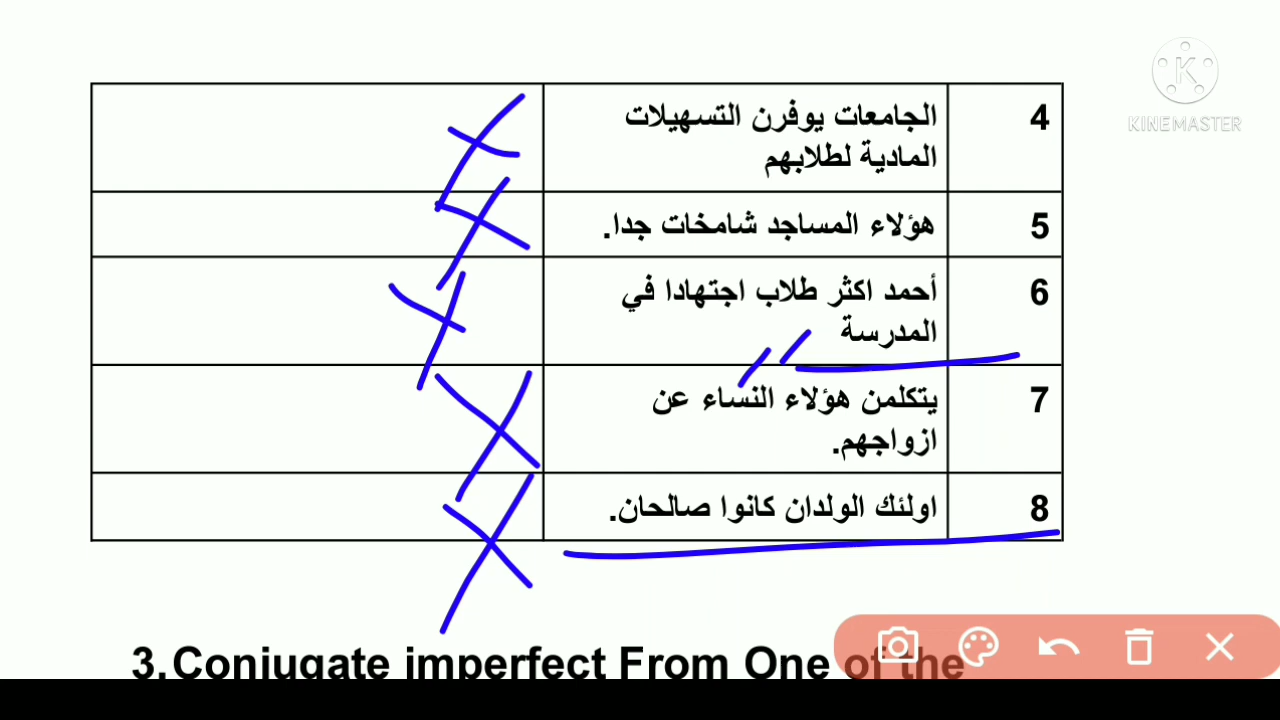 KINEMASTER
4 الجامعات يوفرن التسهيلات
المادية لطلابهم
5 هؤلاء المساجد شامخات جدا.
6 أحمد اكثر طلاب اجتهادا في
المدرسة
7 يتكلمن هؤلاء النساء عن
ازواجهم.
8 اولئك الولدان كانوا صالحان.
3.Conjugate imperfect From One of the